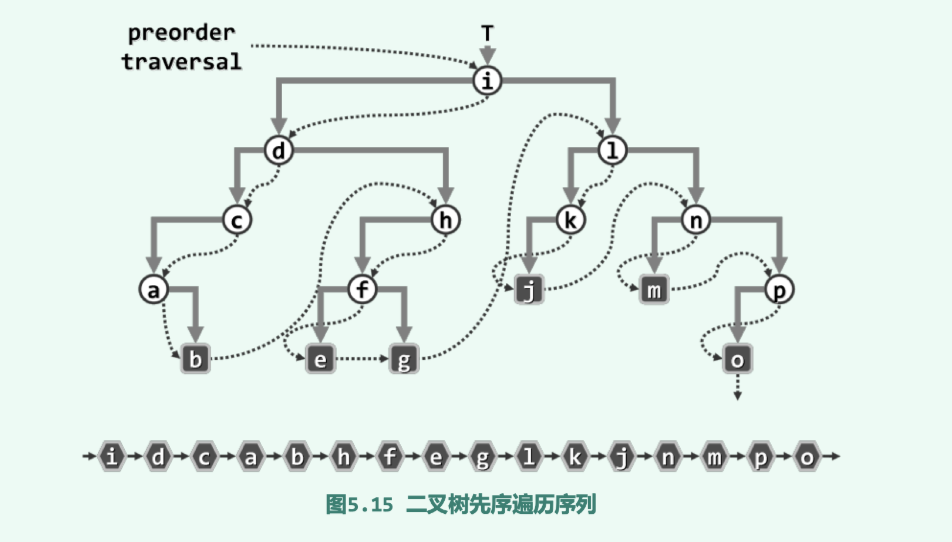 preorder
traversal
T
i
d
l
c
h
k
n
a
f
j
m
p
b
e
g
o
i d c a b h f e g l k j n m p o
图5.15 二叉树先序遍历序列